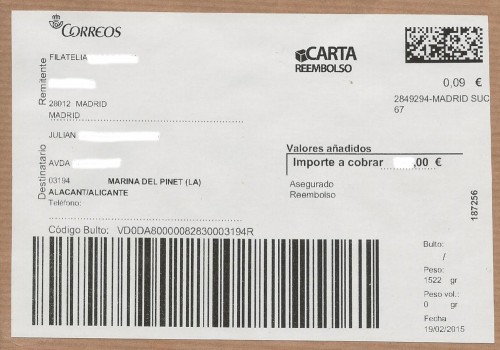 CORREOS
Remitente
FILATELIA
28012 MADRID
MADRID
Destinatario
JULIAN
AVDA
03194 MARINA DEL PINET (LA)
ALACANT/ALICANTE
Teléfono:
CARTA
REEMBOLSO
0,09 €
2849294-MADRID SUC
67
Valores añadidos
Importe a cobrar ,00 €
Asegurado
Reembolso
187256
Código Bulto: VD0DA80000082830003194R
Bulto:
/
Peso:
1522 gr
Peso vol.:
0 gr
Fecha
19/02/2015